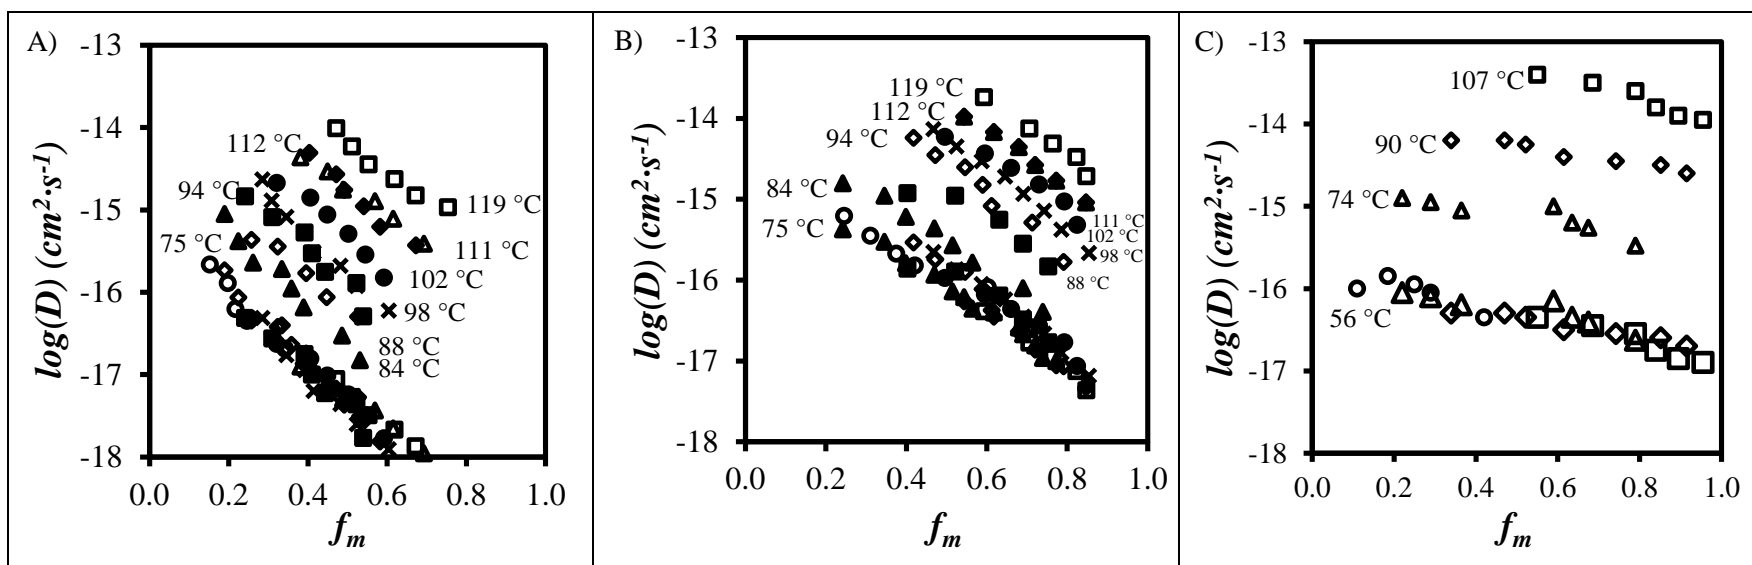 A)
-13
-14
-15
-16
-17
-18
log(D) (cm²·s⁻¹)
112 °C
94 °C
75 °C
119 °C
111 °C
102 °C
98 °C
88 °C
84 °C
0.0 0.2 0.4 0.6 0.8 1.0
fₘ
B)
-13
-14
-15
-16
-17
-18
log(D) (cm²·s⁻¹)
119 °C
112 °C
94 °C
84 °C
75 °C
111 °C
102 °C
98 °C
88 °C
0.0 0.2 0.4 0.6 0.8 1.0
fₘ
C)
-13
-14
-15
-16
-17
-18
log(D) (cm²·s⁻¹)
107 °C
90 °C
74 °C
56 °C
0.0 0.2 0.4 0.6 0.8 1.0
fₘ